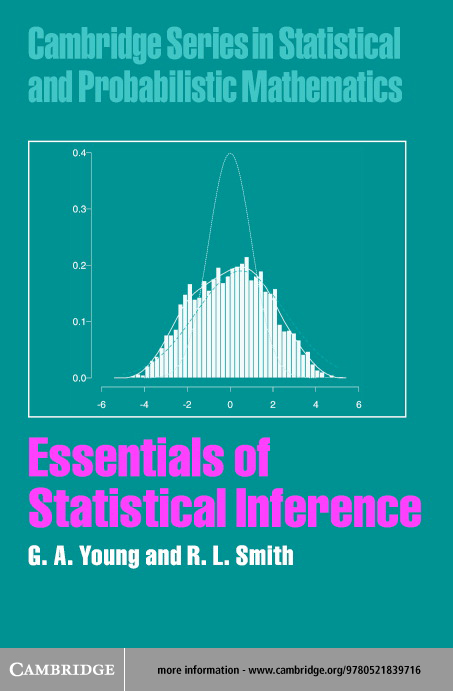 Cambridge Series in Statistical
and Probabilistic Mathematics
0.4
0.3
0.2
0.1
0.0
-6 -4 -2 0 2 4 6
Essentials of
Statistical Inference
G. A. Young and R. L. Smith
CAMBRIDGE more information - www.cambridge.org/9780521839716